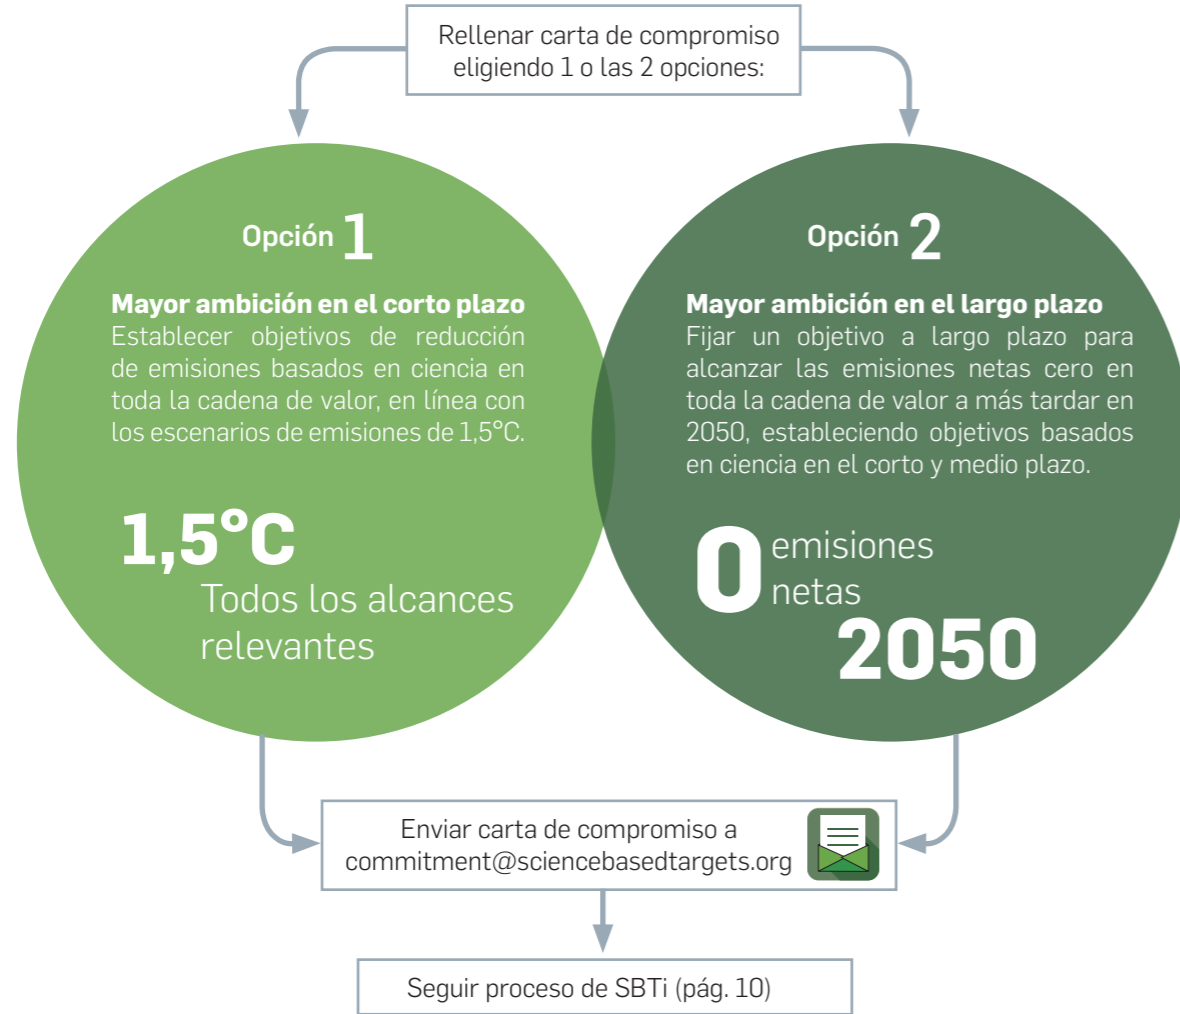 Rellenar carta de compromiso
eligiendo 1 o las 2 opciones:
Opción 1
Mayor ambición en el corto plazo
Establecer objetivos de reducción
de emisiones basados en ciencia en
toda la cadena de valor, en línea con
los escenarios de emisiones de 1,5°C.
1,5°C
Todos los alcances
relevantes
Opción 2
Mayor ambición en el largo plazo
Fijar un objetivo a largo plazo para
alcanzar las emisiones netas cero en
toda la cadena de valor a más tardar en
2050, estableciendo objetivos basados
en ciencia en el corto y medio plazo.
0 emisiones
netas
2050
Enviar carta de compromiso a
commitment@sciencebasedtargets.org
Seguir proceso de SBTi (pág. 10)